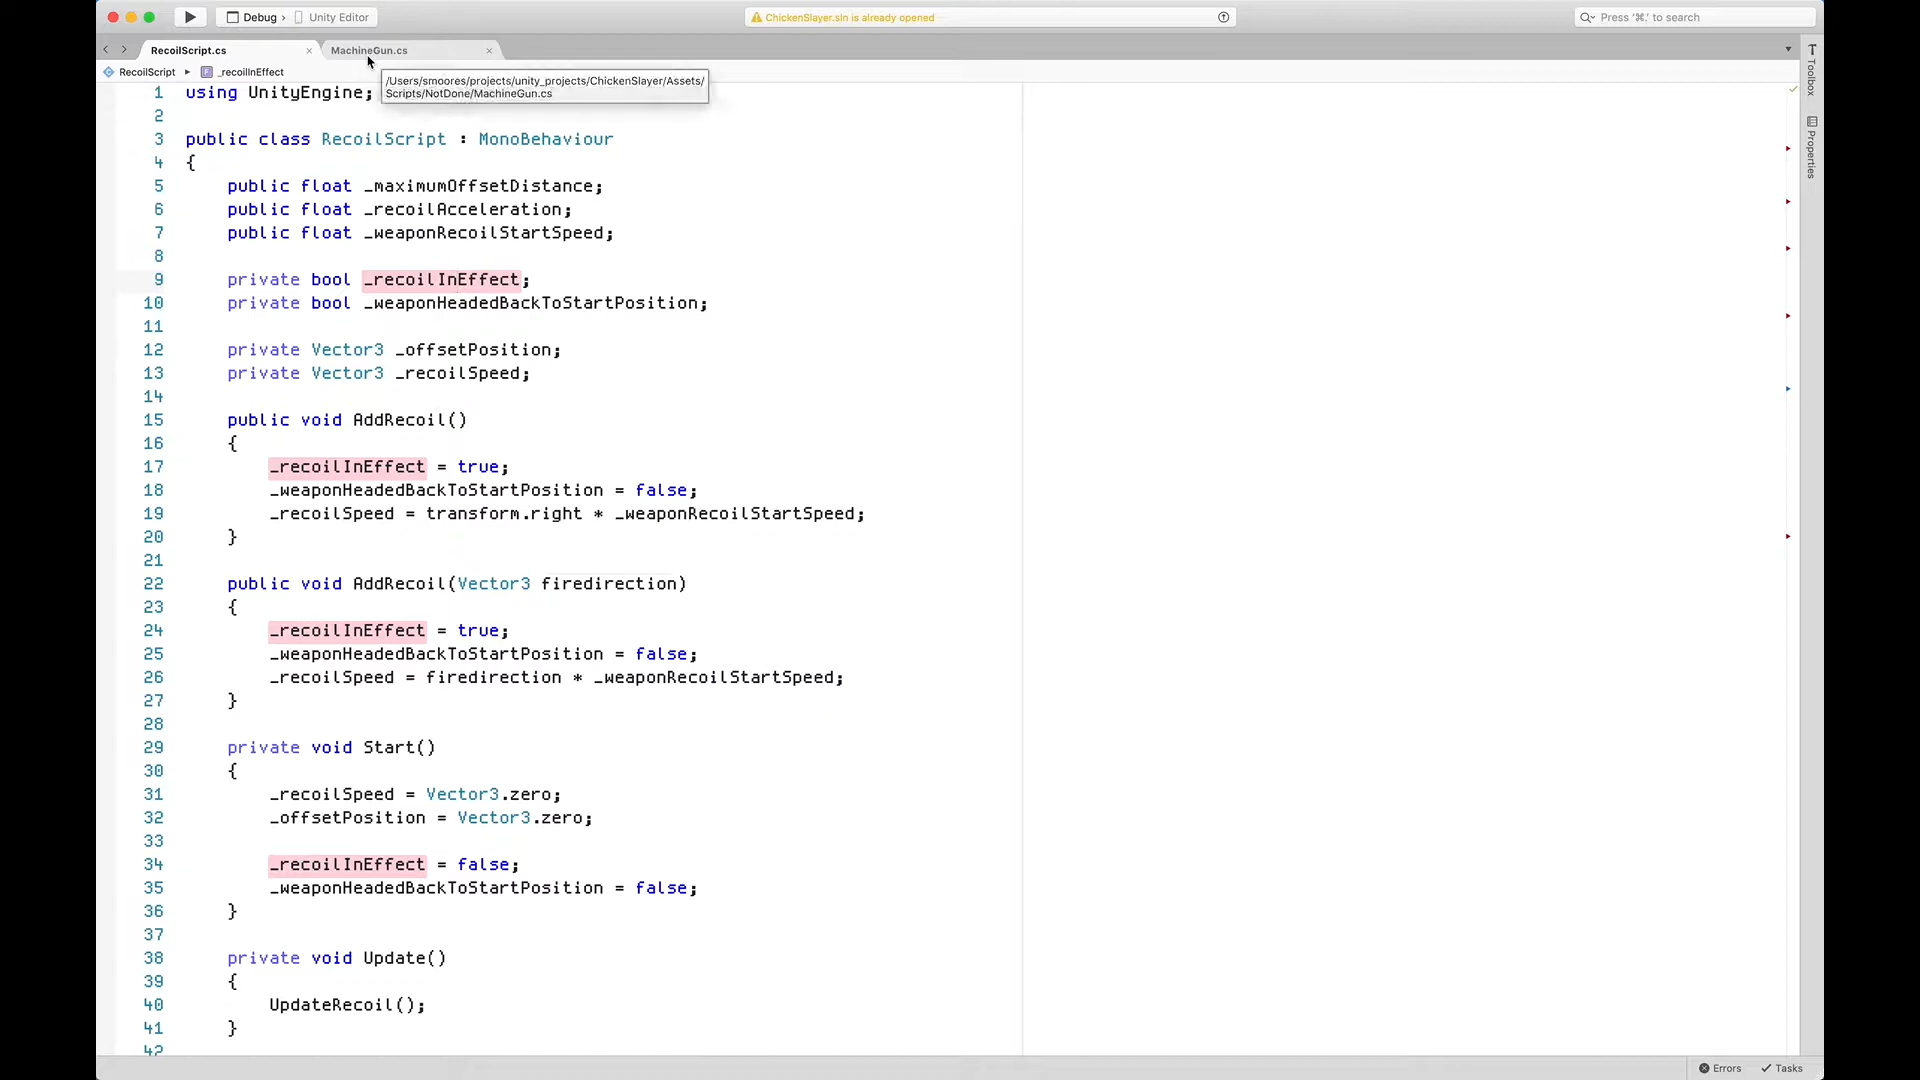 Debug › Unity Editor
ChickenSlayer.sln is already opened
Press '⌘.' to search
RecoilScript.cs
MachineGun.cs
RecoilScript
_recoilInEffect
/Users/smoores/projects/unity_projects/ChickenSlayer/Assets/
Scripts/NotDone/MachineGun.cs
1 using UnityEngine;
2
3 public class RecoilScript : MonoBehaviour
4 {
5 public float _maximumOffsetDistance;
6 public float _recoilAcceleration;
7 public float _weaponRecoilStartSpeed;
8
9 private bool _recoilInEffect;
10 private bool _weaponHeadedBackToStartPosition;
11
12 private Vector3 _offsetPosition;
13 private Vector3 _recoilSpeed;
14
15 public void AddRecoil()
16 {
17 _recoilInEffect = true;
18 _weaponHeadedBackToStartPosition = false;
19 _recoilSpeed = transform.right * _weaponRecoilStartSpeed;
20 }
21
22 public void AddRecoil(Vector3 firedirection)
23 {
24 _recoilInEffect = true;
25 _weaponHeadedBackToStartPosition = false;
26 _recoilSpeed = firedirection * _weaponRecoilStartSpeed;
27 }
28
29 private void Start()
30 {
31 _recoilSpeed = Vector3.zero;
32 _offsetPosition = Vector3.zero;
33
34 _recoilInEffect = false;
35 _weaponHeadedBackToStartPosition = false;
36 }
37
38 private void Update()
39 {
40 UpdateRecoil();
41 }
42
Toolbox
Properties
Errors
Tasks